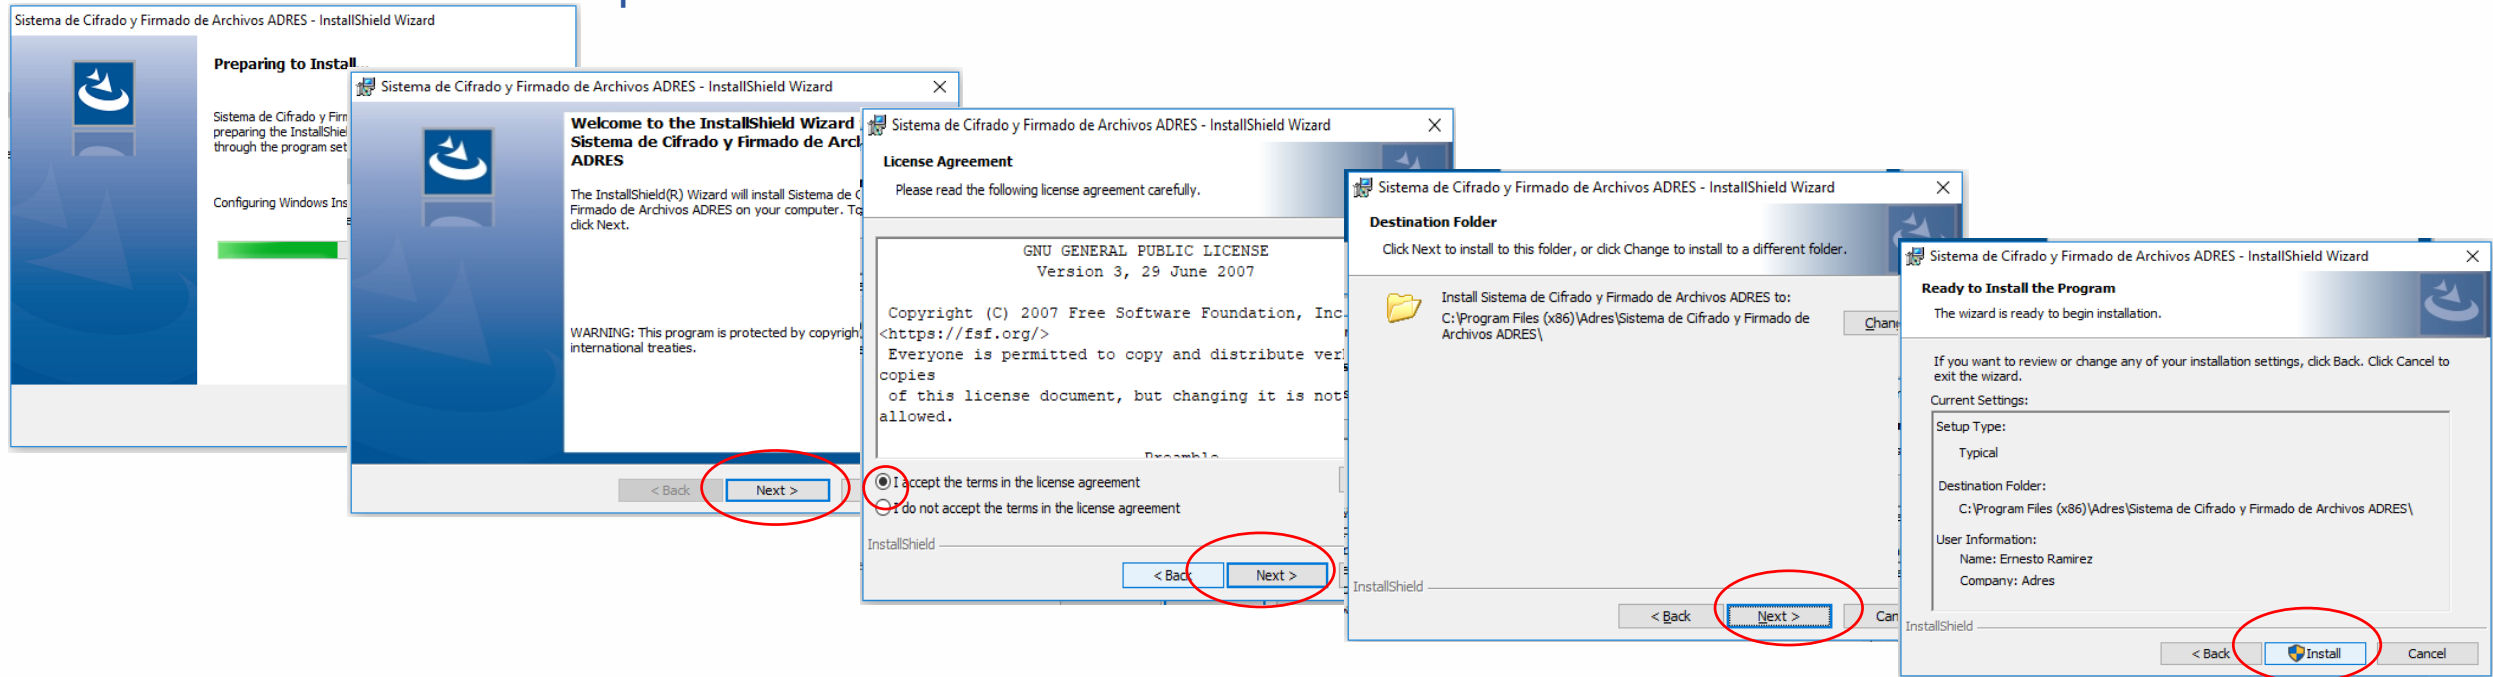 Sistema de Cifrado y Firmado de Archivos ADRES - InstallShield Wizard
Preparing to Install...
Sistema de Cifrado y Firm
preparing the InstallShie
through the program set
Configuring Windows Ins
Sistema de Cifrado y Firmado de Archivos ADRES - InstallShield Wizard
Welcome to the InstallShield Wizard
Sistema de Cifrado y Firmado de Arch
ADRES
The InstallShield(R) Wizard will install Sistema de C
Firmado de Archivos ADRES on your computer. To
click Next.
WARNING: This program is protected by copyrigh
international treaties.
< Back
Next >
Sistema de Cifrado y Firmado de Archivos ADRES - InstallShield Wizard
License Agreement
Please read the following license agreement carefully.
GNU GENERAL PUBLIC LICENSE
Version 3, 29 June 2007
Copyright (C) 2007 Free Software Foundation, Inc.
<https://fsf.org/>
Everyone is permitted to copy and distribute ver
copies
of this license document, but changing it is not
allowed.
Preamble
I accept the terms in the license agreement
I do not accept the terms in the license agreement
InstallShield
< Back
Next >
Sistema de Cifrado y Firmado de Archivos ADRES - InstallShield Wizard
Destination Folder
Click Next to install to this folder, or click Change to install to a different folder.
Install Sistema de Cifrado y Firmado de Archivos ADRES to:
C:\Program Files (x86)\Adres\Sistema de Cifrado y Firmado de
Archivos ADRES\
Chan
InstallShield
< Back
Next >
Can
Sistema de Cifrado y Firmado de Archivos ADRES - InstallShield Wizard
Ready to Install the Program
The wizard is ready to begin installation.
If you want to review or change any of your installation settings, click Back. Click Cancel to
exit the wizard.
Current Settings:
Setup Type:
Typical
Destination Folder:
C:\Program Files (x86)\Adres\Sistema de Cifrado y Firmado de Archivos ADRES\
User Information:
Name: Ernesto Ramirez
Company: Adres
InstallShield
< Back
Install
Cancel